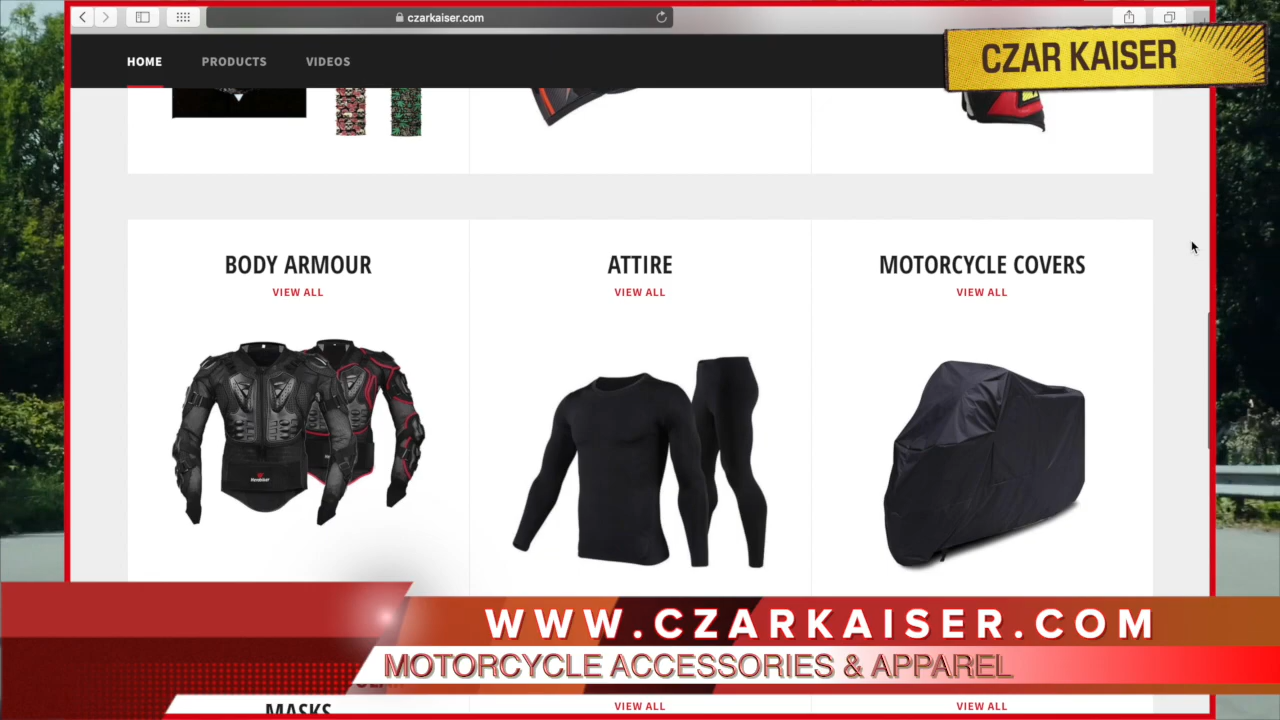 czarkaiser.com
CZAR KAISER
HOME
PRODUCTS
VIDEOS
BODY ARMOUR
VIEW ALL
ATTIRE
VIEW ALL
MOTORCYCLE COVERS
VIEW ALL
WWW.CZARKAISER.COM
MOTORCYCLE ACCESSORIES & APPAREL
MASKS
VIEW ALL
VIEW ALL